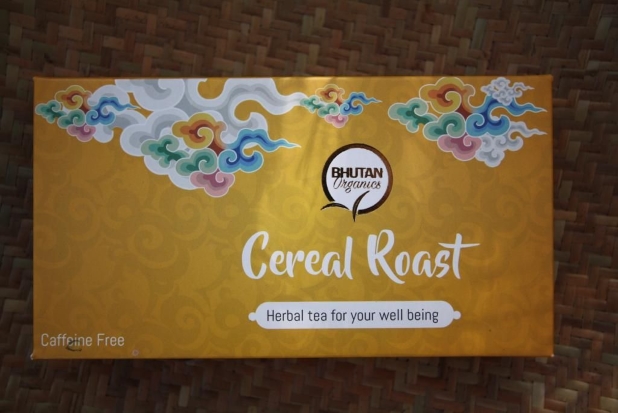 BHUTAN
Organics
Cereal Roast
Herbal tea for your well being
Caffeine Free